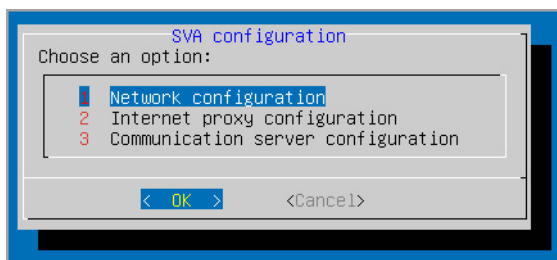 SVA configuration
Choose an option:
1 Network configuration
2 Internet proxy configuration
3 Communication server configuration
< OK > <Cancel>